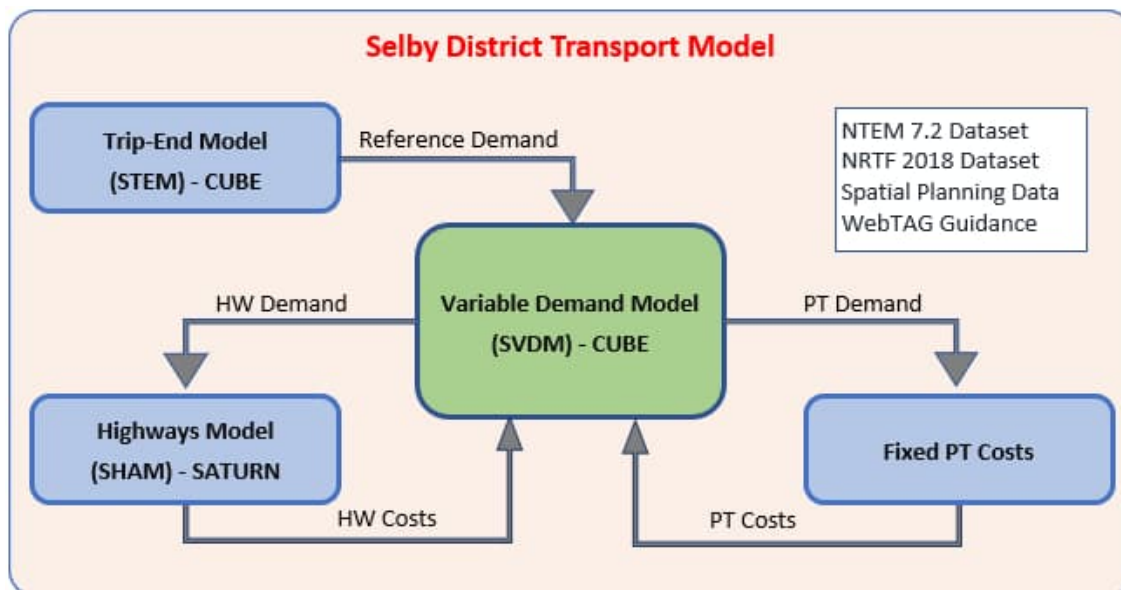 Selby District Transport Model
Trip-End Model
(STEM) - CUBE
Reference Demand
NTEM 7.2 Dataset
NRTF 2018 Dataset
Spatial Planning Data
WebTAG Guidance
HW Demand
Variable Demand Model
(SVDM) - CUBE
PT Demand
Highways Model
(SHAM) - SATURN
Fixed PT Costs
HW Costs
PT Costs